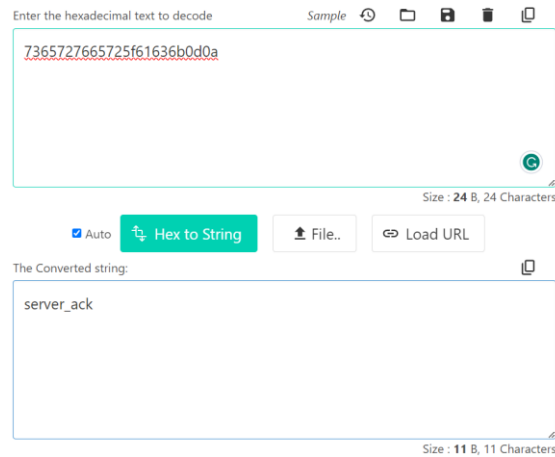 Enter the hexadecimal text to decode Sample
7365727665725f61636b0d0a
Size : 24 B, 24 Characters
Auto Hex to String File.. Load URL
The Converted string:
server_ack
Size : 11 B, 11 Characters